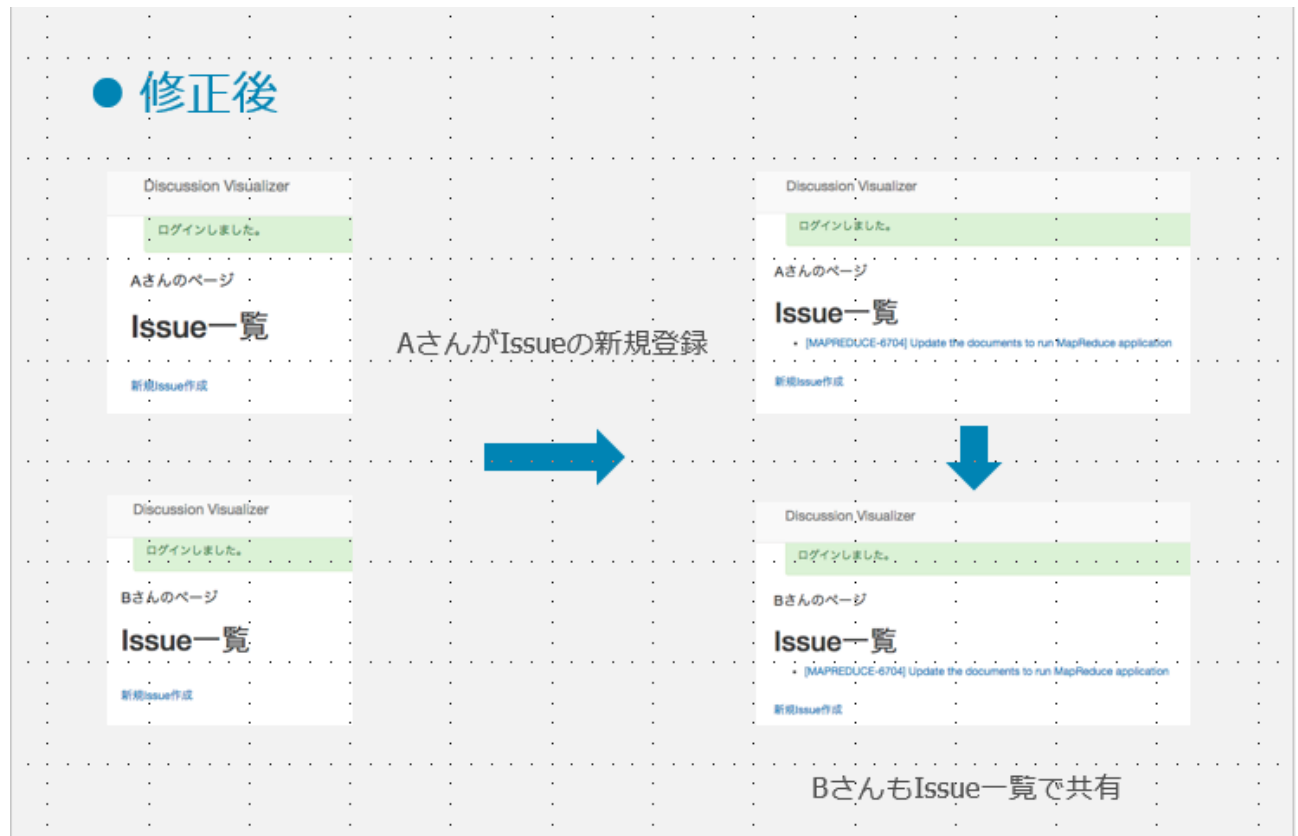 ● 修正後
Discussion Visualizer
ログインしました。
Aさんのページ
Issue一覧
新規Issue作成
AさんがIssueの新規登録
Discussion Visualizer
ログインしました。
Aさんのページ
Issue一覧
• [MAPREDUCE-6704] Update the documents to run MapReduce application
新規Issue作成
Discussion Visualizer
ログインしました。
Bさんのページ
Issue一覧
新規Issue作成
Discussion Visualizer
ログインしました。
Bさんのページ
Issue一覧
• [MAPREDUCE-6704] Update the documents to run MapReduce application
新規Issue作成
BさんもIssue一覧で共有